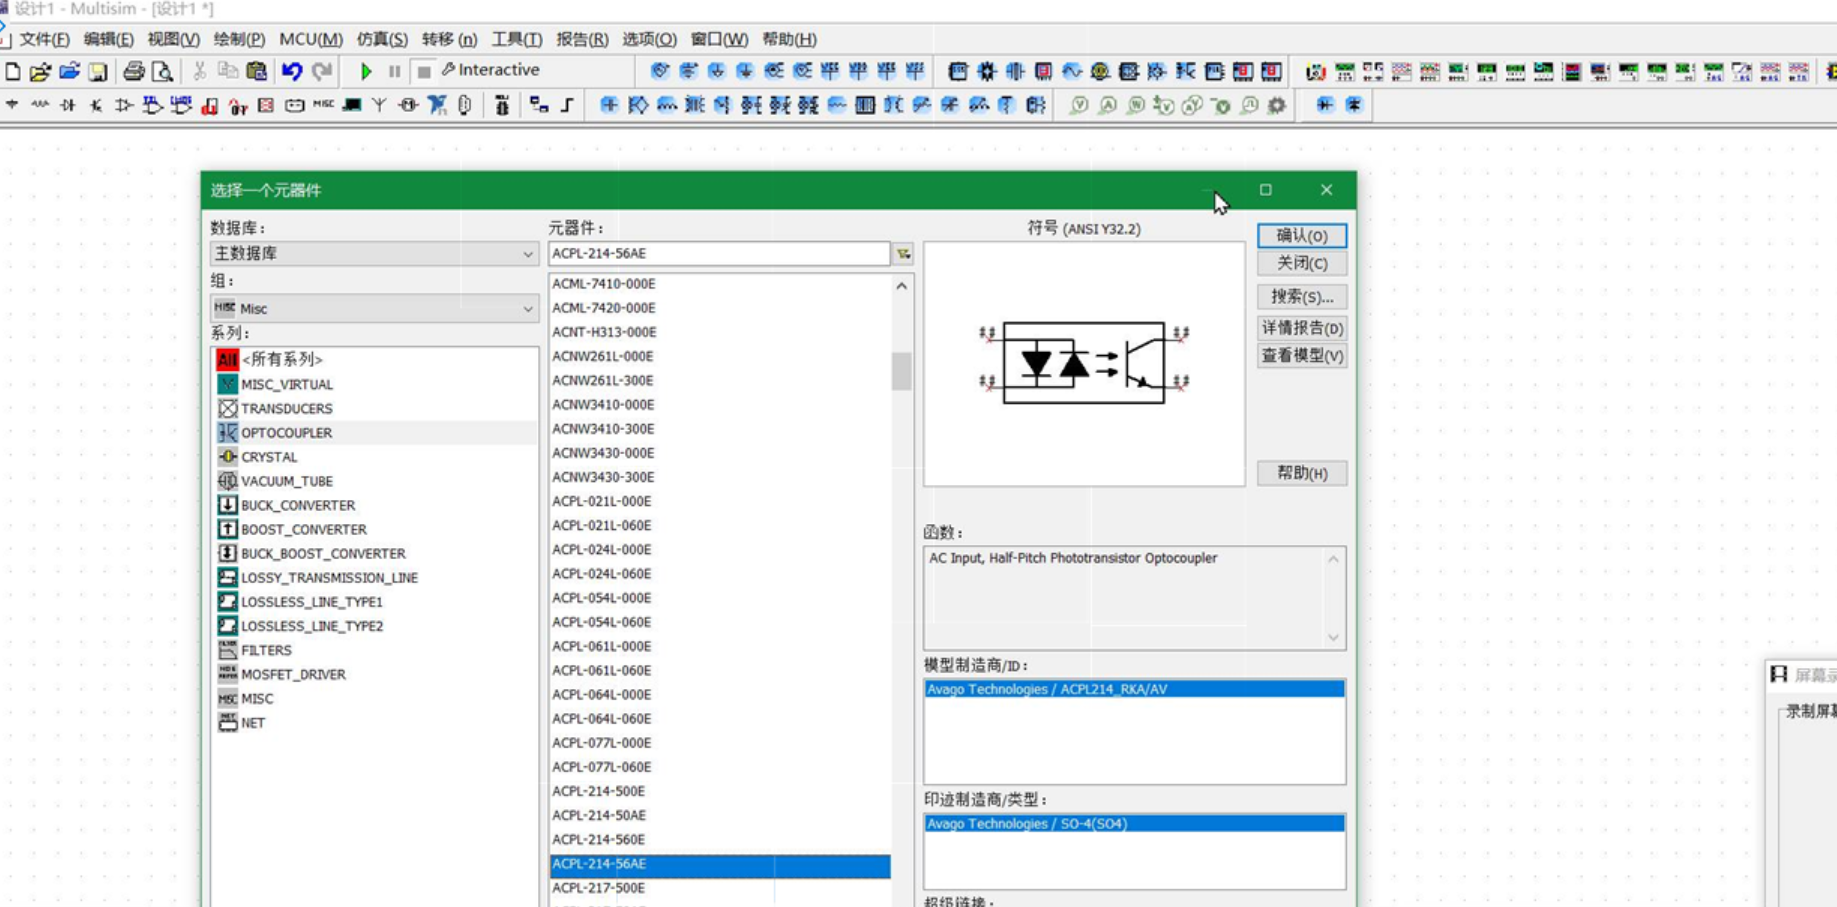 设计1 - Multisim - [设计1 *]
文件(F) 编辑(E) 视图(V) 绘制(P) MCU(M) 仿真(S) 转移 (n) 工具(T) 报告(R) 选项(O) 窗口(W) 帮助(H)
Interactive
选择一个元器件
数据库：
主数据库
组：
Misc
系列：
All <所有系列>
MISC_VIRTUAL
TRANSDUCERS
OPTOCOUPLER
CRYSTAL
VACUUM_TUBE
BUCK_CONVERTER
BOOST_CONVERTER
BUCK_BOOST_CONVERTER
LOSSY_TRANSMISSION_LINE
LOSSLESS_LINE_TYPE1
LOSSLESS_LINE_TYPE2
FILTERS
MOSFET_DRIVER
MISC
NET
元器件：
ACPL-214-56AE
ACML-7410-000E
ACML-7420-000E
ACNT-H313-000E
ACNW261L-000E
ACNW261L-300E
ACNW3410-000E
ACNW3410-300E
ACNW3430-000E
ACNW3430-300E
ACPL-021L-000E
ACPL-021L-060E
ACPL-024L-000E
ACPL-024L-060E
ACPL-054L-000E
ACPL-054L-060E
ACPL-061L-000E
ACPL-061L-060E
ACPL-064L-000E
ACPL-064L-060E
ACPL-077L-000E
ACPL-077L-060E
ACPL-214-500E
ACPL-214-50AE
ACPL-214-560E
ACPL-214-56AE
ACPL-217-500E
符号 (ANSI Y32.2)
确认(O)
关闭(C)
搜索(S)...
详情报告(D)
查看模型(V)
帮助(H)
函数：
AC Input, Half-Pitch Phototransistor Optocoupler
模型制造商/ID：
Avago Technologies / ACPL214_RKA/AV
印迹制造商/类型：
Avago Technologies / SO-4(SO4)
超级链接：
屏幕录
录制屏幕